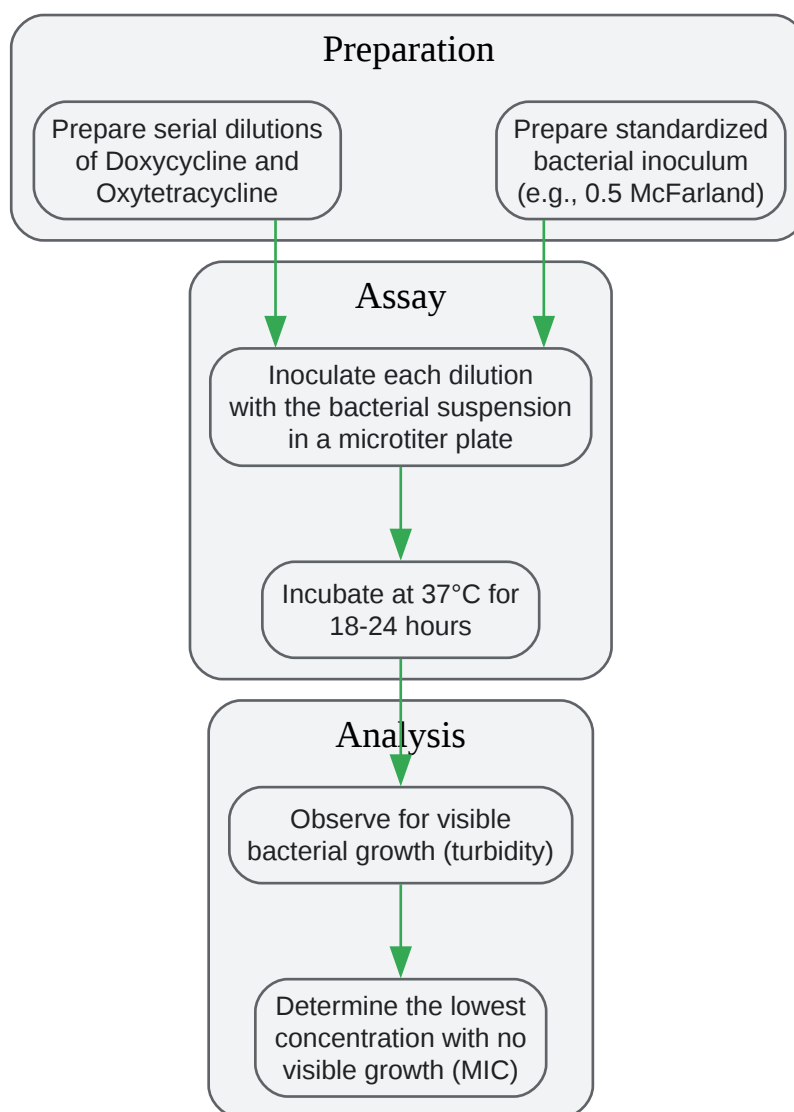 Preparation
Prepare serial dilutions
of Doxycycline and
Oxytetracycline
Prepare standardized
bacterial inoculum
(e.g., 0.5 McFarland)
Assay
Inoculate each dilution
with the bacterial suspension
in a microtiter plate
Incubate at 37°C for
18-24 hours
Analysis
Observe for visible
bacterial growth (turbidity)
Determine the lowest
concentration with no
visible growth (MIC)